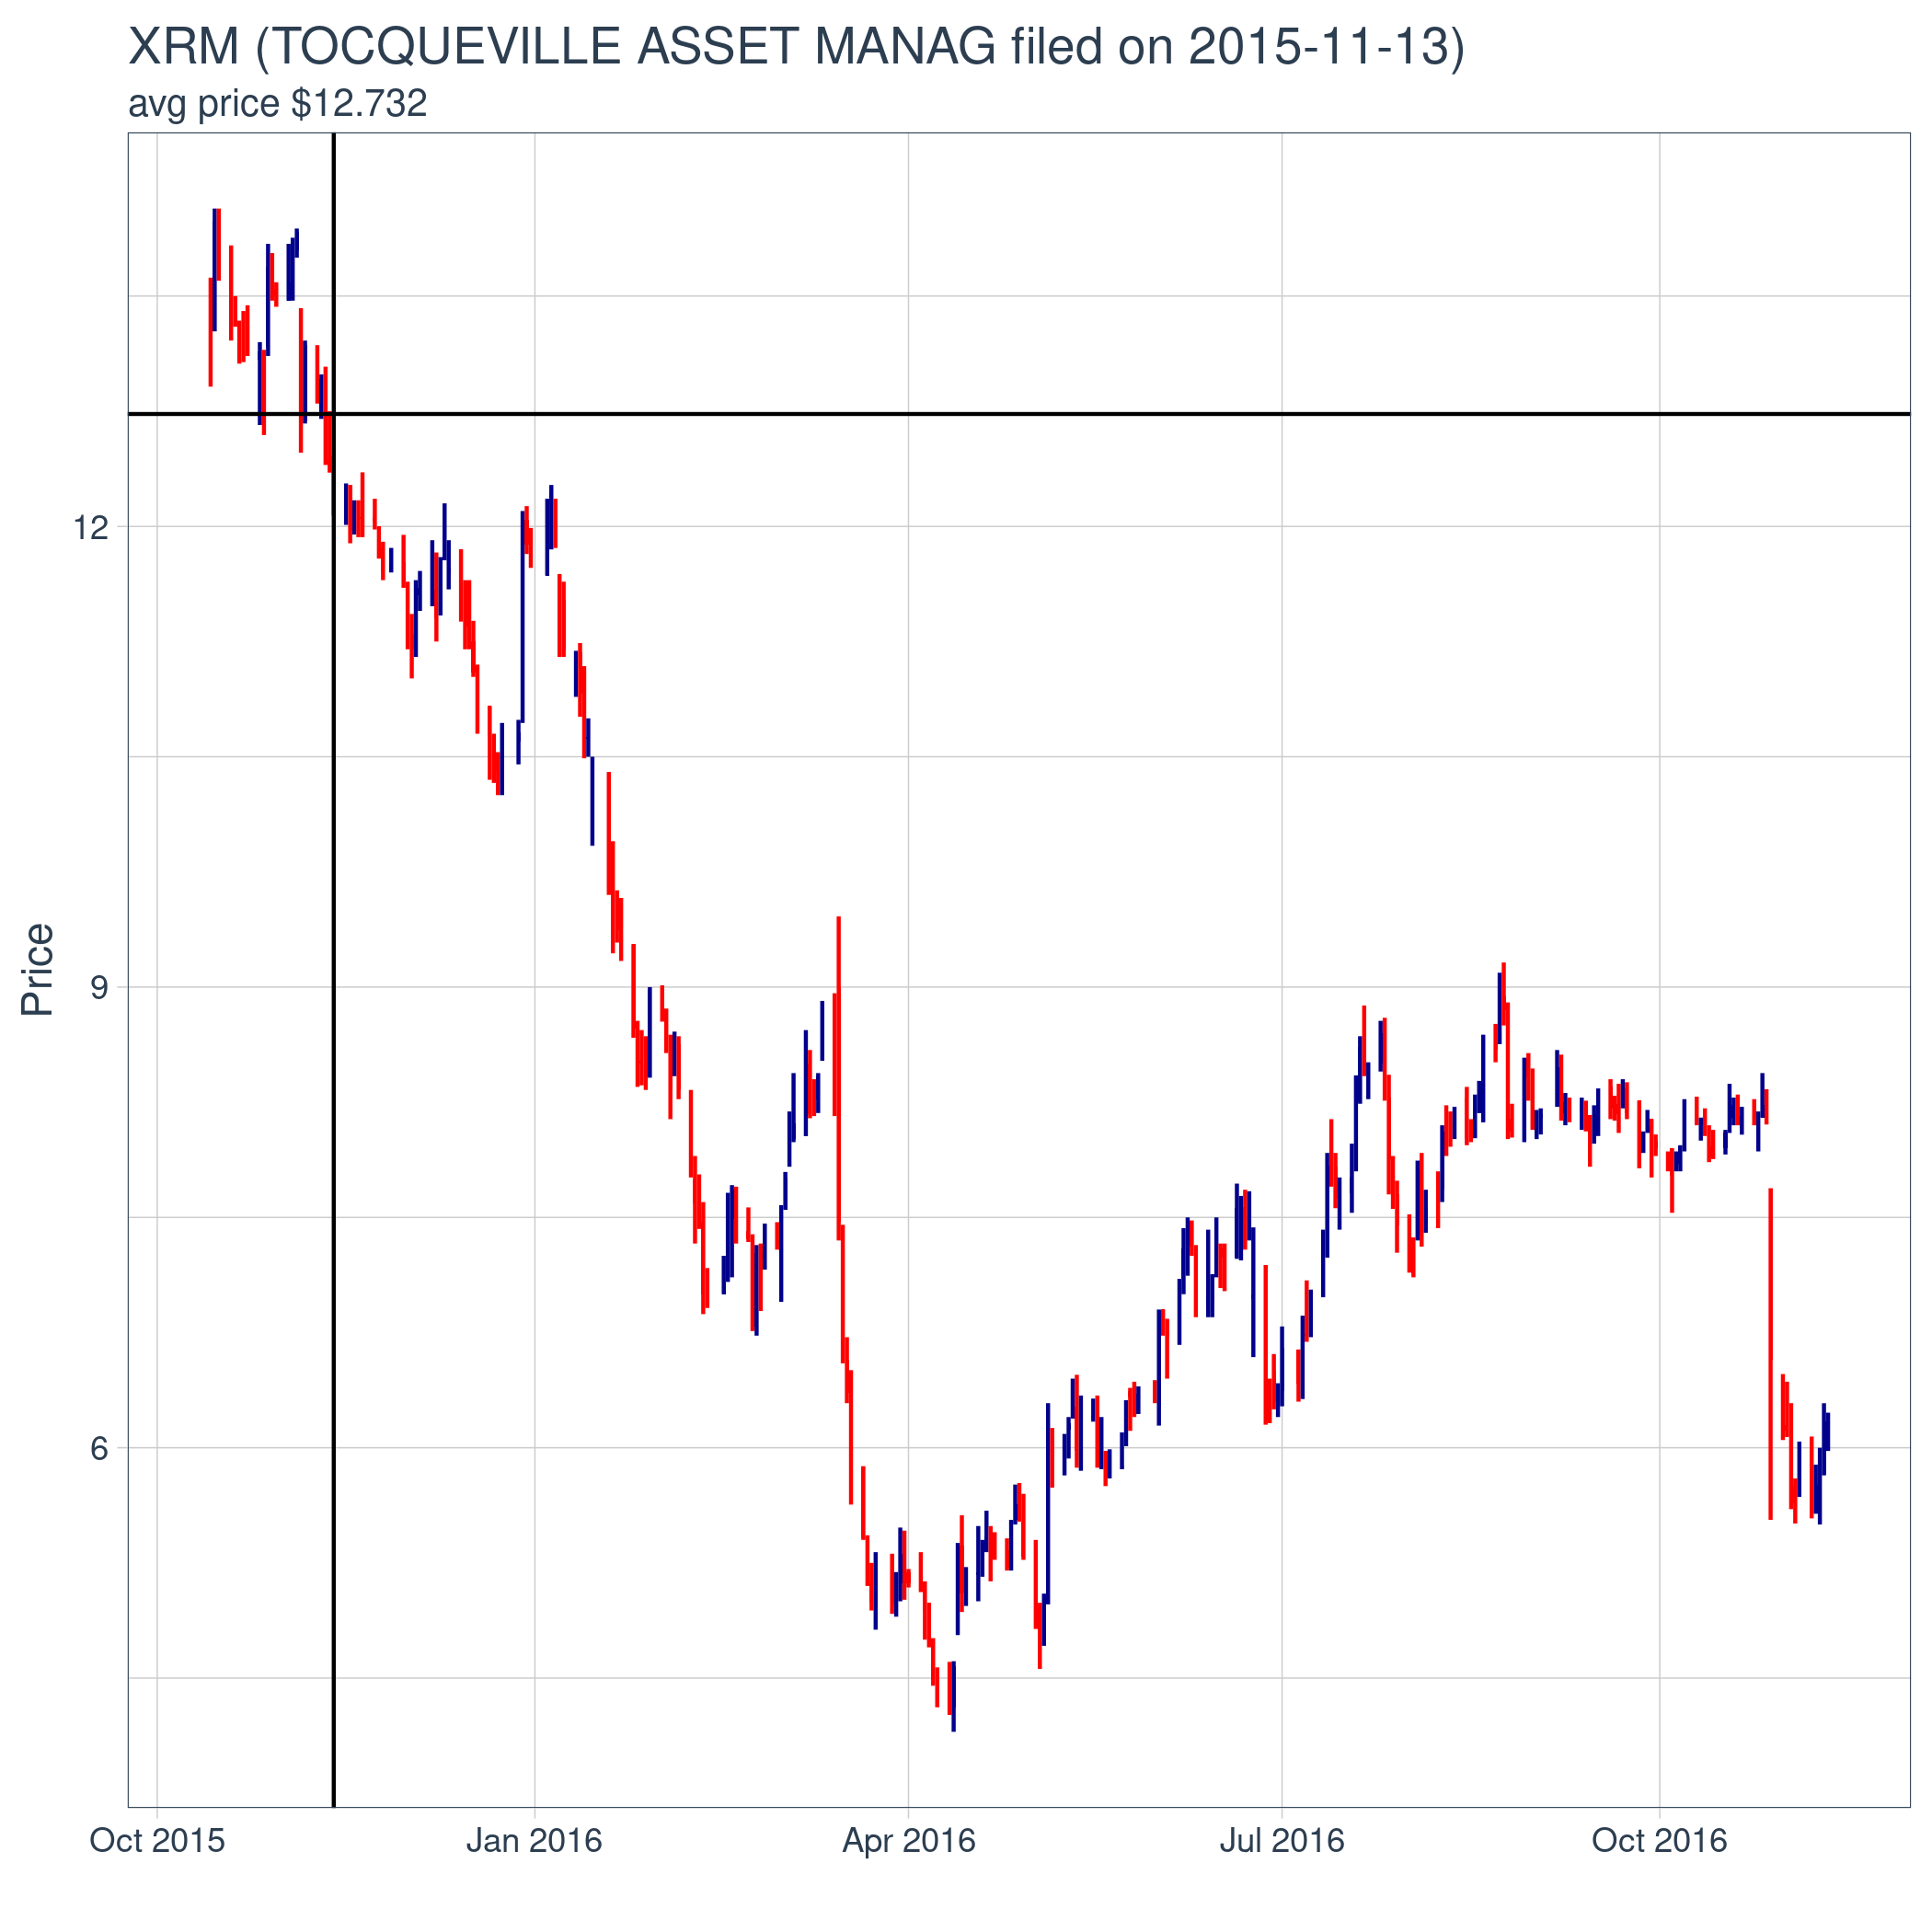 XRM (TOCQUEVILLE ASSET MANAG filed on 2015-11-13)
avg price $12.732
12
9
6
Price
Oct 2015 Jan 2016 Apr 2016 Jul 2016 Oct 2016